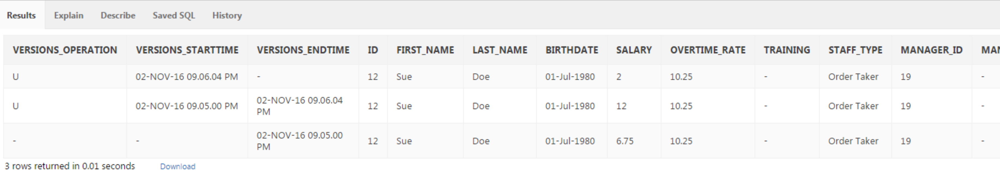 Results Explain Describe Saved SQL History
VERSIONS_OPERATION VERSIONS_STARTTIME VERSIONS_ENDTIME ID FIRST_NAME LAST_NAME BIRTHDATE SALARY OVERTIME_RATE TRAINING STAFF_TYPE MANAGER_ID MAN
U 02-NOV-16 09.06.04 PM - 12 Sue Doe 01-Jul-1980 2 10.25 - Order Taker 19 -
U 02-NOV-16 09.05.00 PM 02-NOV-16 09.06.04 PM 12 Sue Doe 01-Jul-1980 12 10.25 - Order Taker 19 -
- - 02-NOV-16 09.05.00 PM 12 Sue Doe 01-Jul-1980 6.75 10.25 - Order Taker 19 -
3 rows returned in 0.01 seconds Download